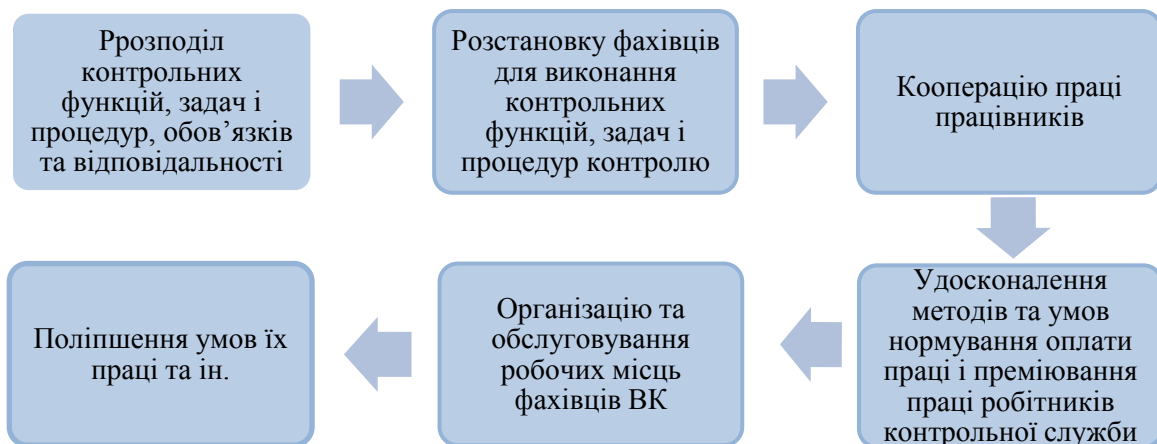 Ррозподіл
контрольних
функцій, задач і
процедур, обов’язків
та відповідальності
Розстановку фахівців
для виконання
контрольних
функцій, задач і
процедур контролю
Кооперацію праці
працівників
Удосконалення
методів та умов
нормування оплати
праці і преміювання
праці робітників
контрольної служби
Організацію та
обслуговування
робочих місць
фахівців ВК
Поліпшення умов їх
праці та ін.